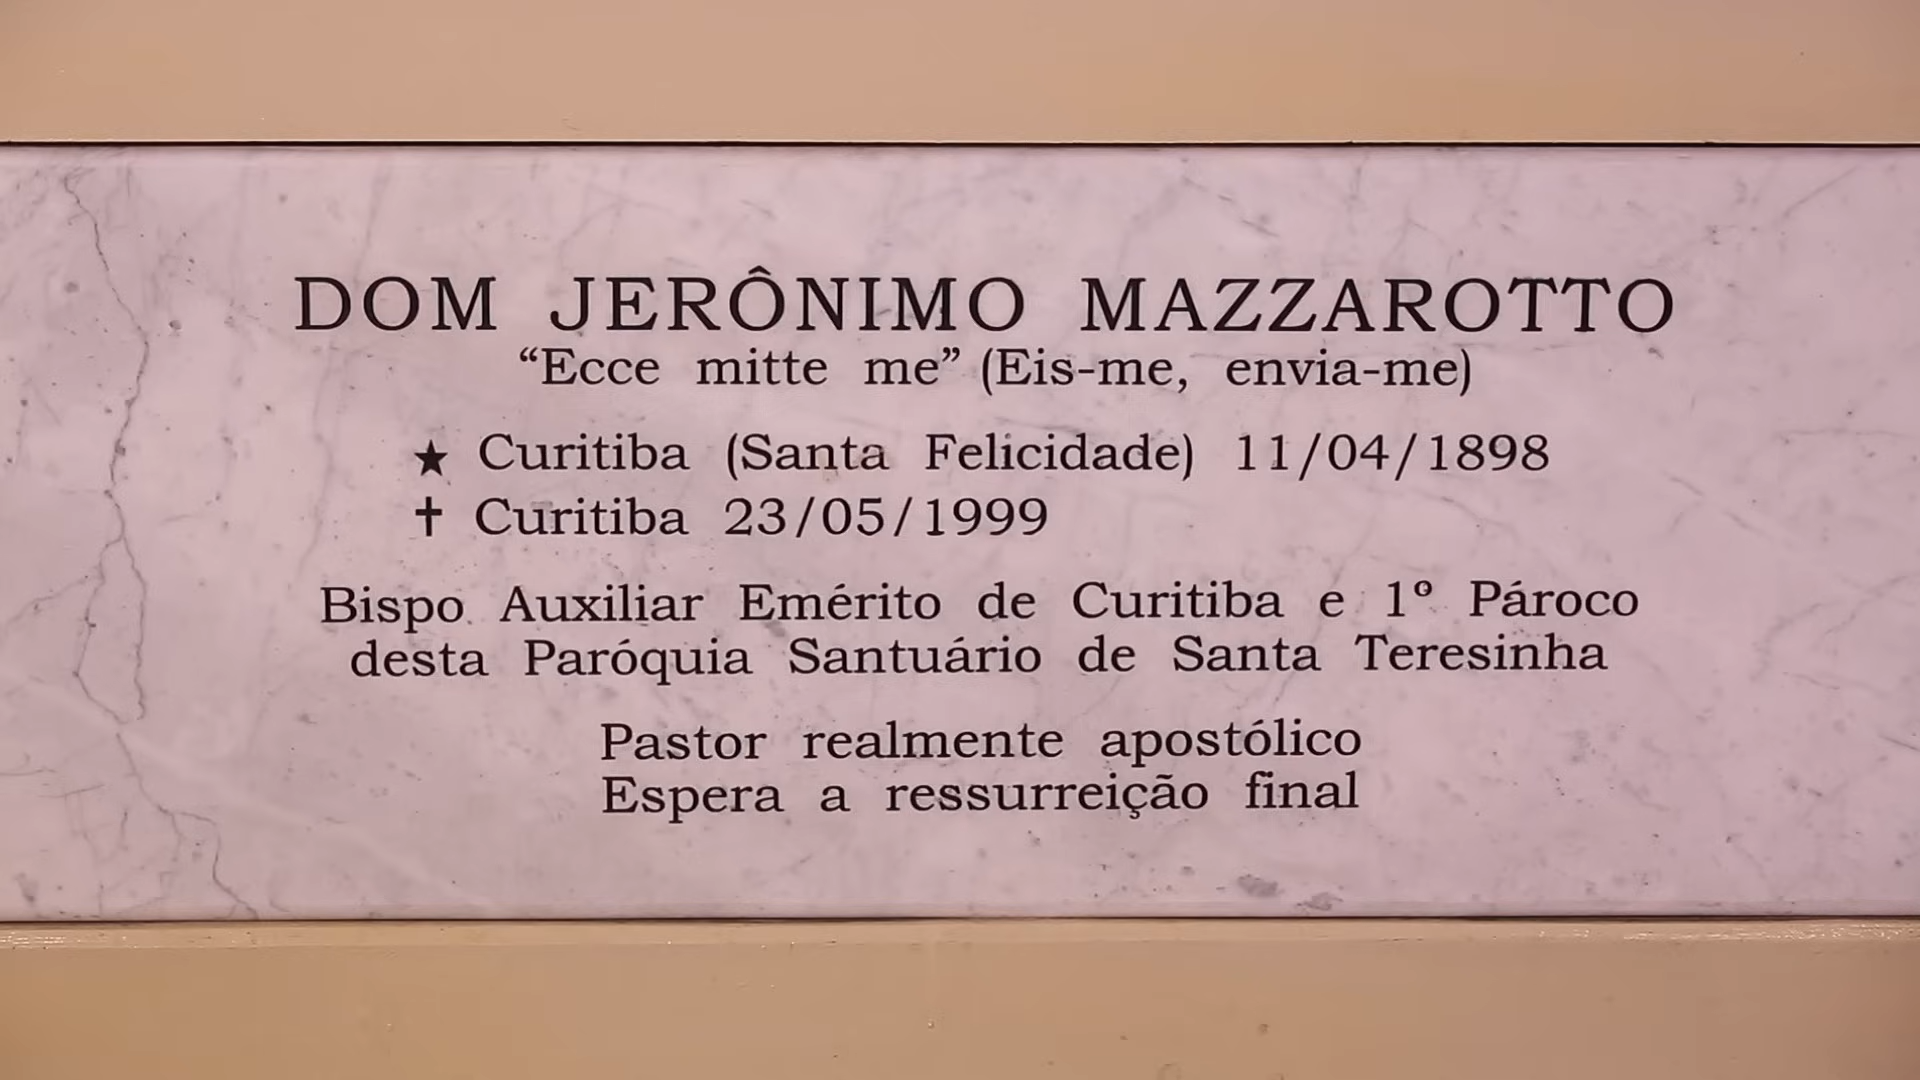 DOM JERÔNIMO MAZZAROTTO
“Ecce mitte me” (Eis-me, envia-me)
★ Curitiba (Santa Felicidade) 11/04/1898
✝ Curitiba 23/05/1999
Bispo Auxiliar Emérito de Curitiba e 1º Pároco
desta Paróquia Santuário de Santa Teresinha
Pastor realmente apostólico
Espera a ressurreição final